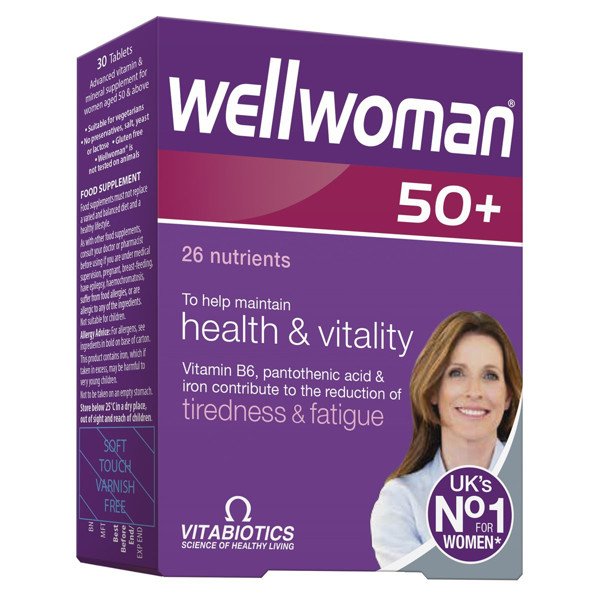 30 Tablets
Advanced vitamin &
mineral supplement for
women aged 50 & above
• Suitable for vegetarians
• No preservatives, salt, yeast
or lactose • Gluten free
• Wellwoman® is
not tested on animals
FOOD SUPPLEMENT
Food supplements must not replace
a varied and balanced diet and a
healthy lifestyle.
As with other food supplements,
consult your doctor or pharmacist
before using if you are under medical
supervision, pregnant, breast-feeding,
have epilepsy, haemochromatosis,
suffer from food allergies, or are
allergic to any of the ingredients.
Not suitable for children.
Allergy Advice: For allergens, see
ingredients in bold on base of carton.
This product contains iron, which if
taken in excess, may be harmful to
very young children.
Not to be taken on an empty stomach.
Store below 25°C in a dry place,
out of sight and reach of children.
SOFT
TOUCH
VARNISH
FREE
BN
MFT
Best
Before
End/
EXP END
wellwoman®
50+
26 nutrients
To help maintain
health & vitality
Vitamin B6, pantothenic acid &
iron contribute to the reduction of
tiredness & fatigue
VITABIOTICS
SCIENCE OF HEALTHY LIVING
UK's
No1
FOR
WOMEN*